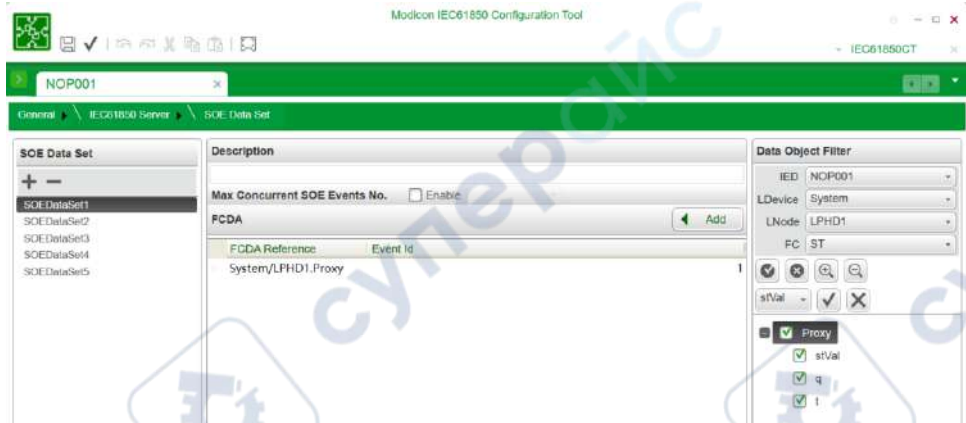 Modicon IEC61850 Configuration Tool
IEC61850CT
NOP001
General
IEC61850 Server
SOE Data Set
SOE Data Set
SOEDataSet1
SOEDataSet2
SOEDataSet3
SOEDataSet4
SOEDataSet5
Description
Max Concurrent SOE Events No.
Enable
FCDA
Add
FCDA Reference
Event Id
System/LPHD1.Proxy
1
Data Object Filter
IED NOP001
LDevice System
LNode LPHD1
FC ST
stVal
Proxy
stVal
q
t
суперайс